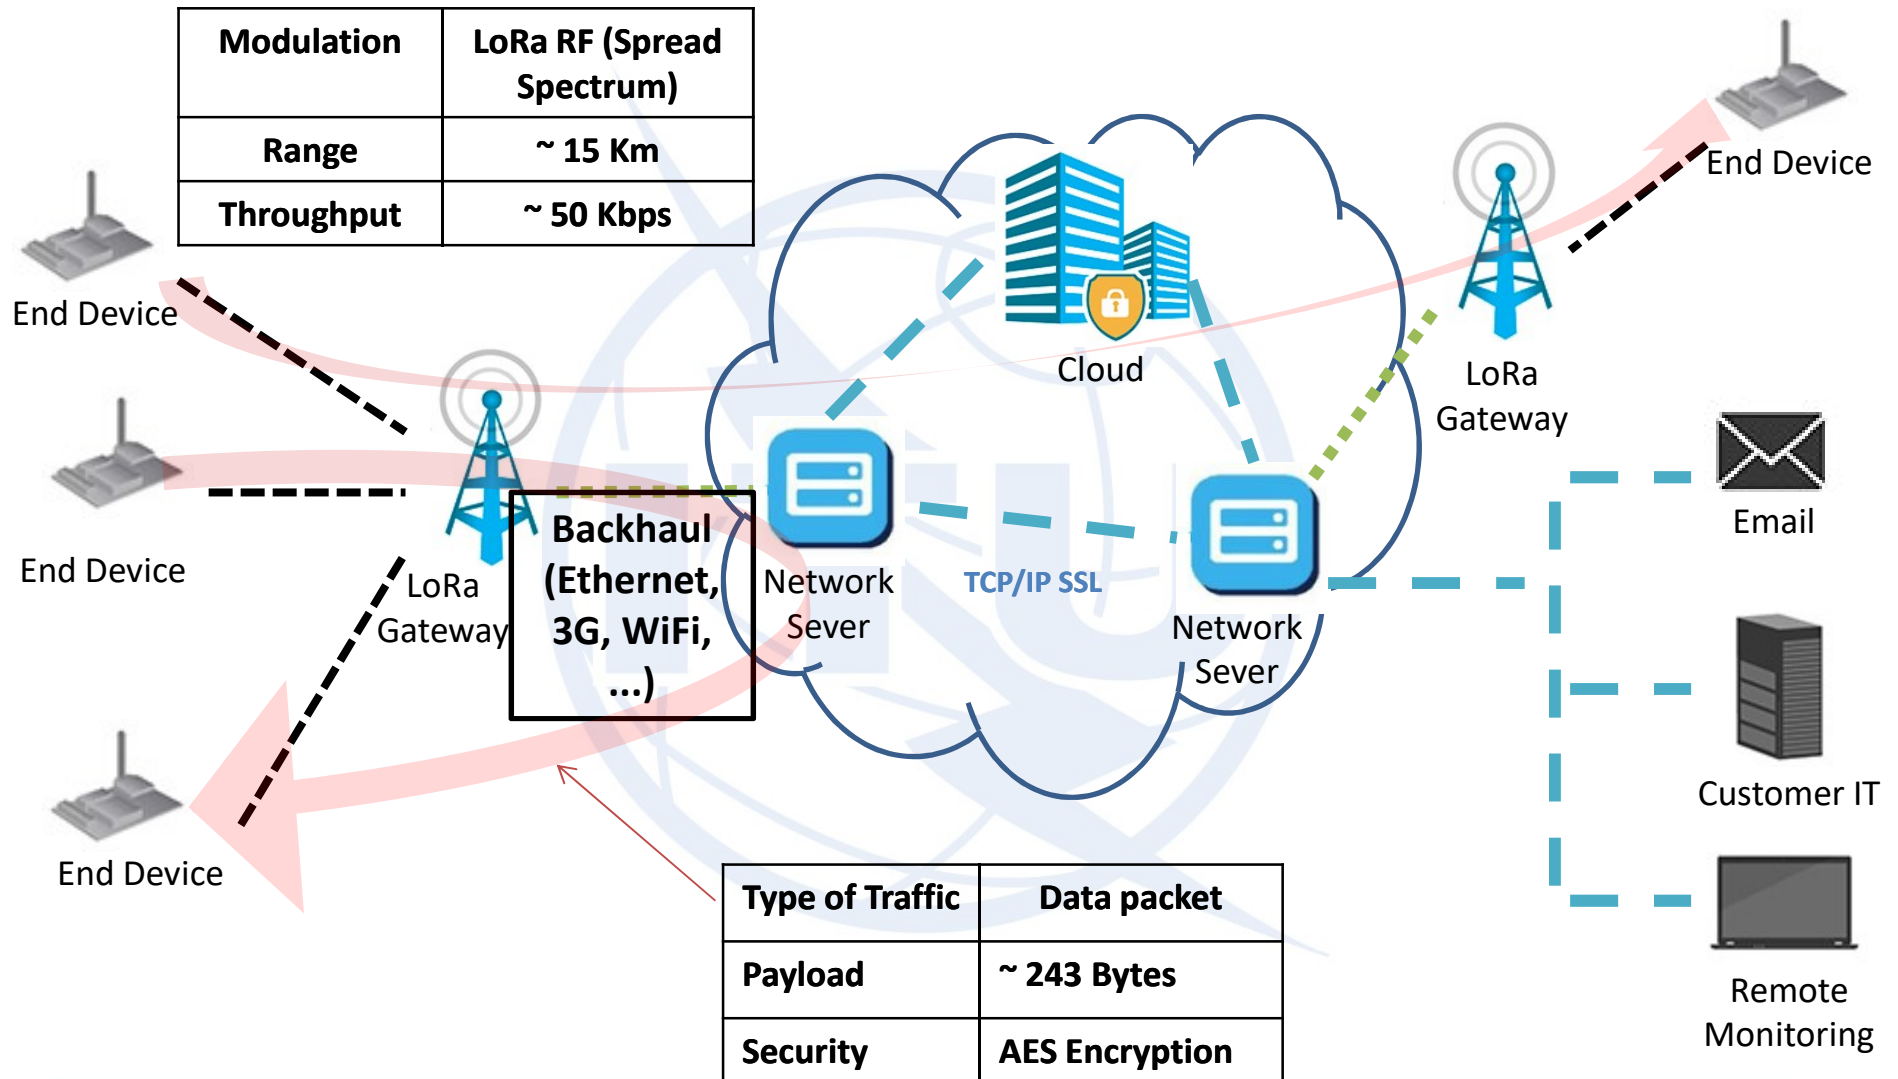 Modulation
LoRa RF (Spread
Spectrum)
Range
~ 15 Km
Throughput
~ 50 Kbps
End Device
End Device
End Device
LoRa
Gateway
Backhaul
(Ethernet,
3G, WiFi,
...)
Network
Sever
Cloud
TCP/IP SSL
Network
Sever
LoRa
Gateway
End Device
Email
Customer IT
Remote
Monitoring
Type of Traffic
Data packet
Payload
~ 243 Bytes
Security
AES Encryption
ITU